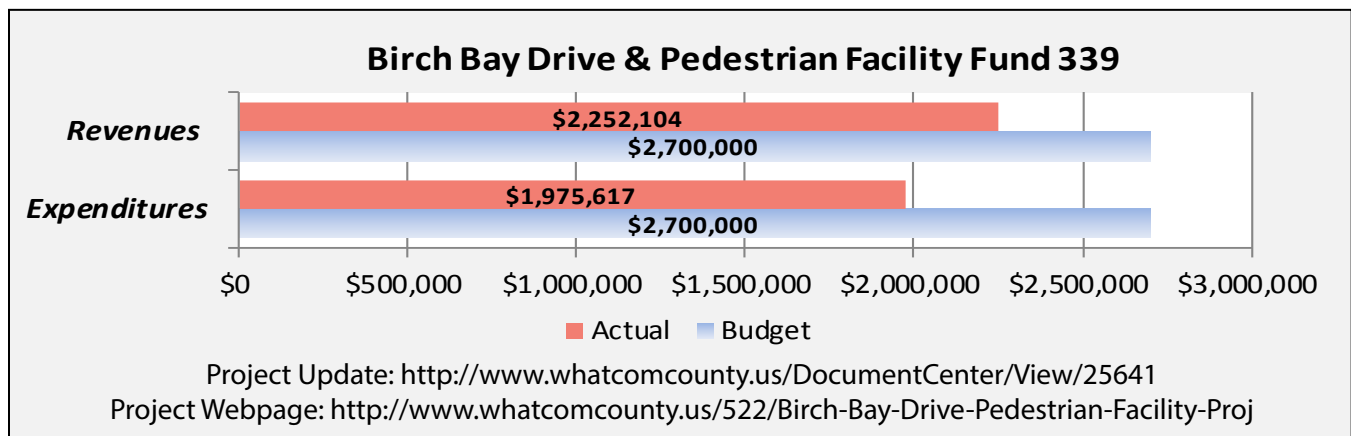 Birch Bay Drive & Pedestrian Facility Fund 339
Revenues
$2,252,104
$2,700,000
Expenditures
$1,975,617
$2,700,000
$0 $500,000 $1,000,000 $1,500,000 $2,000,000 $2,500,000 $3,000,000
Actual Budget
Project Update: http://www.whatcomcounty.us/DocumentCenter/View/25641
Project Webpage: http://www.whatcomcounty.us/522/Birch-Bay-Drive-Pedestrian-Facility-Proj